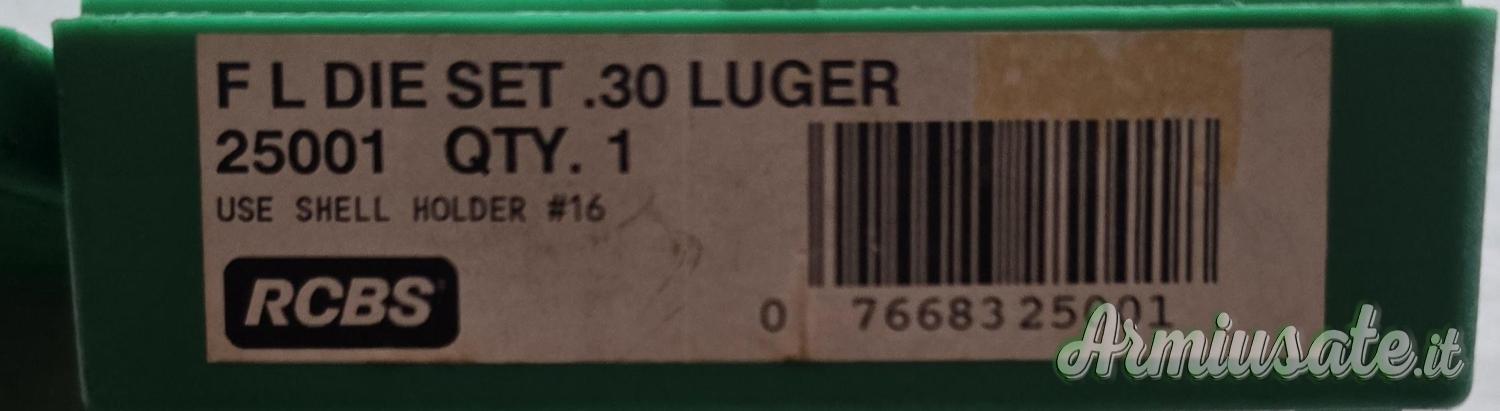 F L DIE SET .30 LUGER
25001 QTY. 1
USE SHELL HOLDER #16
RCBS
0 76683 25001
Armiusate.it